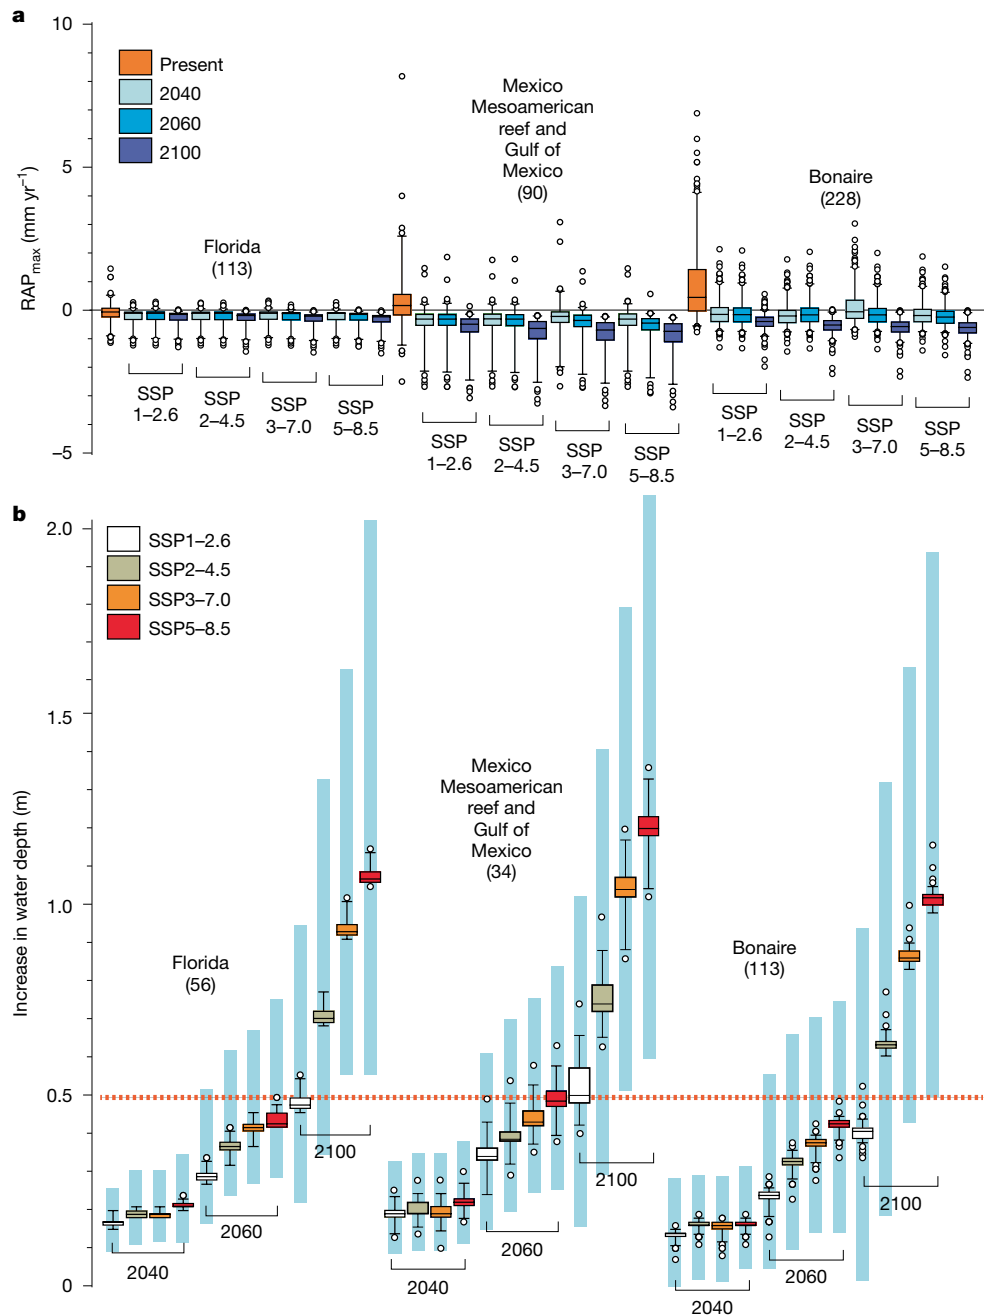 a
10
5
0
−5
RAPmax (mm yr−1)
Present
2040
2060
2100
Florida
(113)
Mexico
Mesoamerican
reef and
Gulf of
Mexico
(90)
Bonaire
(228)
SSP
1–2.6
SSP
2–4.5
SSP
3–7.0
SSP
5–8.5
SSP
1–2.6
SSP
2–4.5
SSP
3–7.0
SSP
5–8.5
SSP
1–2.6
SSP
2–4.5
SSP
3–7.0
SSP
5–8.5
b
2.0
1.5
1.0
0.5
0
Increase in water depth (m)
SSP1–2.6
SSP2–4.5
SSP3–7.0
SSP5–8.5
Florida
(56)
Mexico
Mesoamerican
reef and
Gulf of
Mexico
(34)
Bonaire
(113)
2040
2060
2100
2040
2060
2100
2040
2060
2100